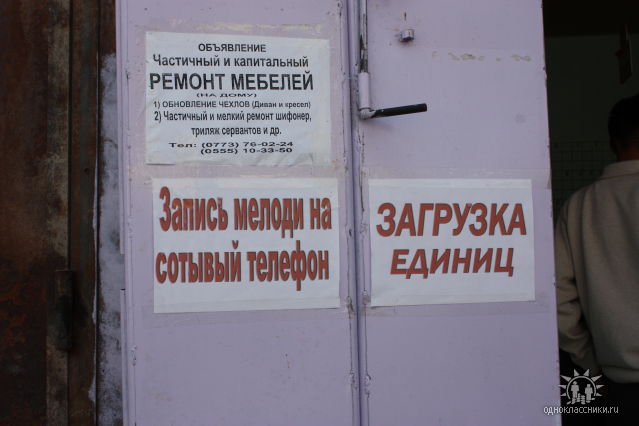 ОБЪЯВЛЕНИЕ
Частичный и капитальный
РЕМОНТ МЕБЕЛЕЙ
(НА ДОМУ)
1) ОБНОВЛЕНИЕ ЧЕХЛОВ (Диван и кресел)
2) Частичный и мелкий ремонт шифонер,
триляж сервантов и др.
Тел: (0773) 76-02-24
(0555) 10-33-50
Запись мелоди на
сотывый телефон
ЗАГРУЗКА
ЕДИНИЦ
одноклассники.ru